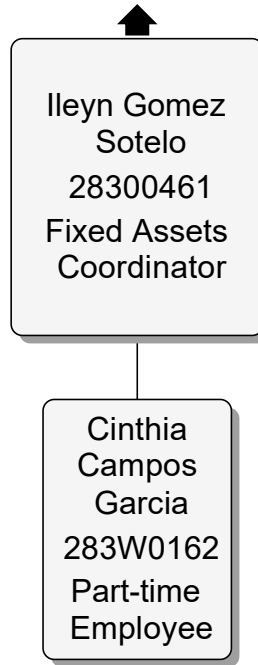 Ileyn Gomez
Sotelo
28300461
Fixed Assets
Coordinator
Cinthia
Campos
Garcia
283W0162
Part-time
Employee